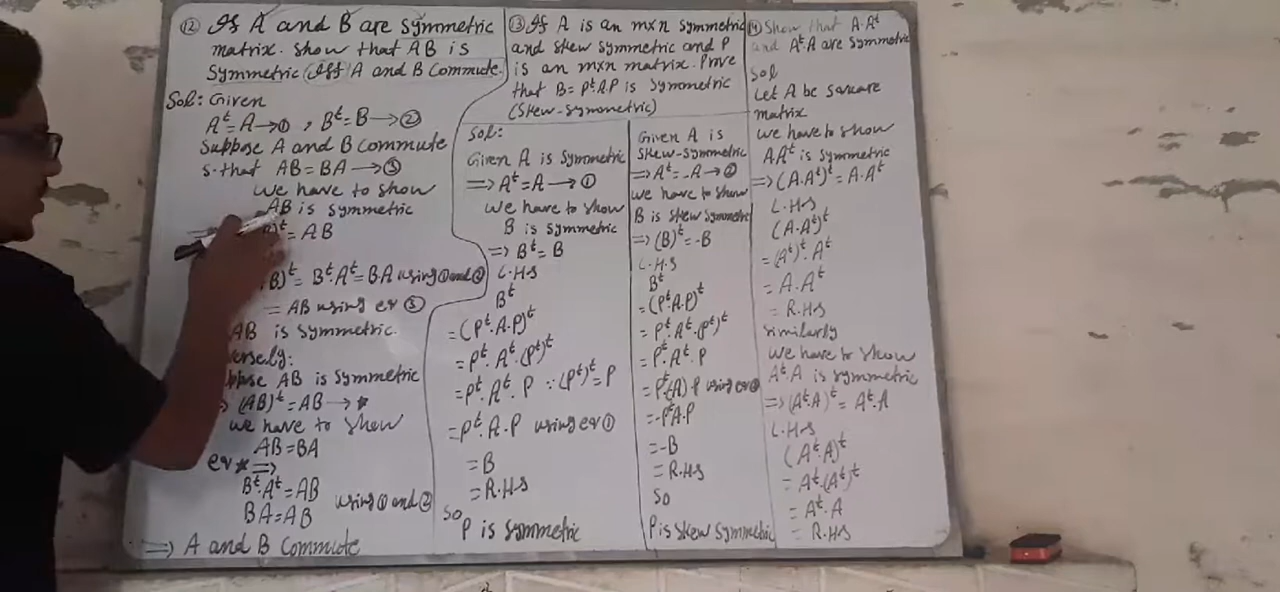 (12) If A and B are symmetric
matrix. show that AB is
symmetric (iff) A and B Commute.
Sol: Given
Aᵗ=A→①, Bᵗ=B→②
Suppose A and B Commute
s.that AB=BA→③
we have to show
AB is symmetric
)ᵗ=AB
B)ᵗ=Bᵗ.Aᵗ=BA using ① and ②
=AB using eq ③
AB is symmetric.
versely:
ppose AB is symmetric
(AB)ᵗ=AB→*
we have to show
AB=BA
eq*⇒
Bᵗ.Aᵗ=AB
BA=AB using ① and ②
⇒ A and B Commute
(13) If A is an mxn symmetric
and skew symmetric and P
is an mxn matrix. Prove
that B=PᵗAP is symmetric
(skew-symmetric)
Sol:
Given A is symmetric
⇒Aᵗ=A→①
we have to show
B is symmetric
⇒Bᵗ=B
L.H.S
Bᵗ
=(Pᵗ.A.P)ᵗ
=Pᵗ.Aᵗ.(Pᵗ)ᵗ
=Pᵗ.Aᵗ.P ∵(Pᵗ)ᵗ=P
=Pᵗ.A.P using eq ①
=B
=R.H.S
So
P is symmetric
Given A is
skew-symmetric
⇒Aᵗ=-A→②
we have to show
B is skew symmetric
⇒(B)ᵗ=-B
L.H.S
Bᵗ
=(Pᵗ.A.P)ᵗ
=Pᵗ.Aᵗ.(Pᵗ)ᵗ
=Pᵗ.Aᵗ.P
=Pᵗ(A)P using eq
=-PᵗA.P
=-B
=R.H.S
So
P is skew symmetric
(14) Show that A.Aᵗ
and Aᵗ.A are symmetric
Sol
Let A be square
matrix
we have to show
AAᵗ is symmetric
⇒(A.Aᵗ)ᵗ=A.Aᵗ
L.H.S
(A.Aᵗ)ᵗ
=(Aᵗ)ᵗ.Aᵗ
=A.Aᵗ
=R.H.S
similarly
we have to show
Aᵗ.A is symmetric
⇒(Aᵗ.A)ᵗ=Aᵗ.A
L.H.S
(Aᵗ.A)ᵗ
=Aᵗ.(Aᵗ)ᵗ
=Aᵗ.A
=R.H.S